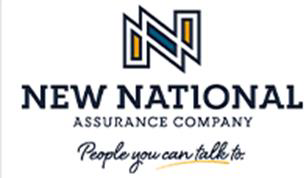 NEW NATIONAL
ASSURANCE COMPANY
People you can talk to.